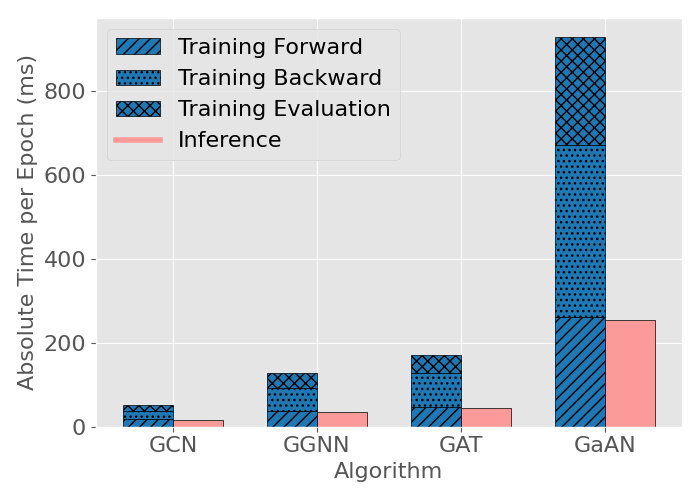 Training Forward
Training Backward
Training Evaluation
Inference
Absolute Time per Epoch (ms)
800
600
400
200
0
GCN GGNN GAT GaAN
Algorithm